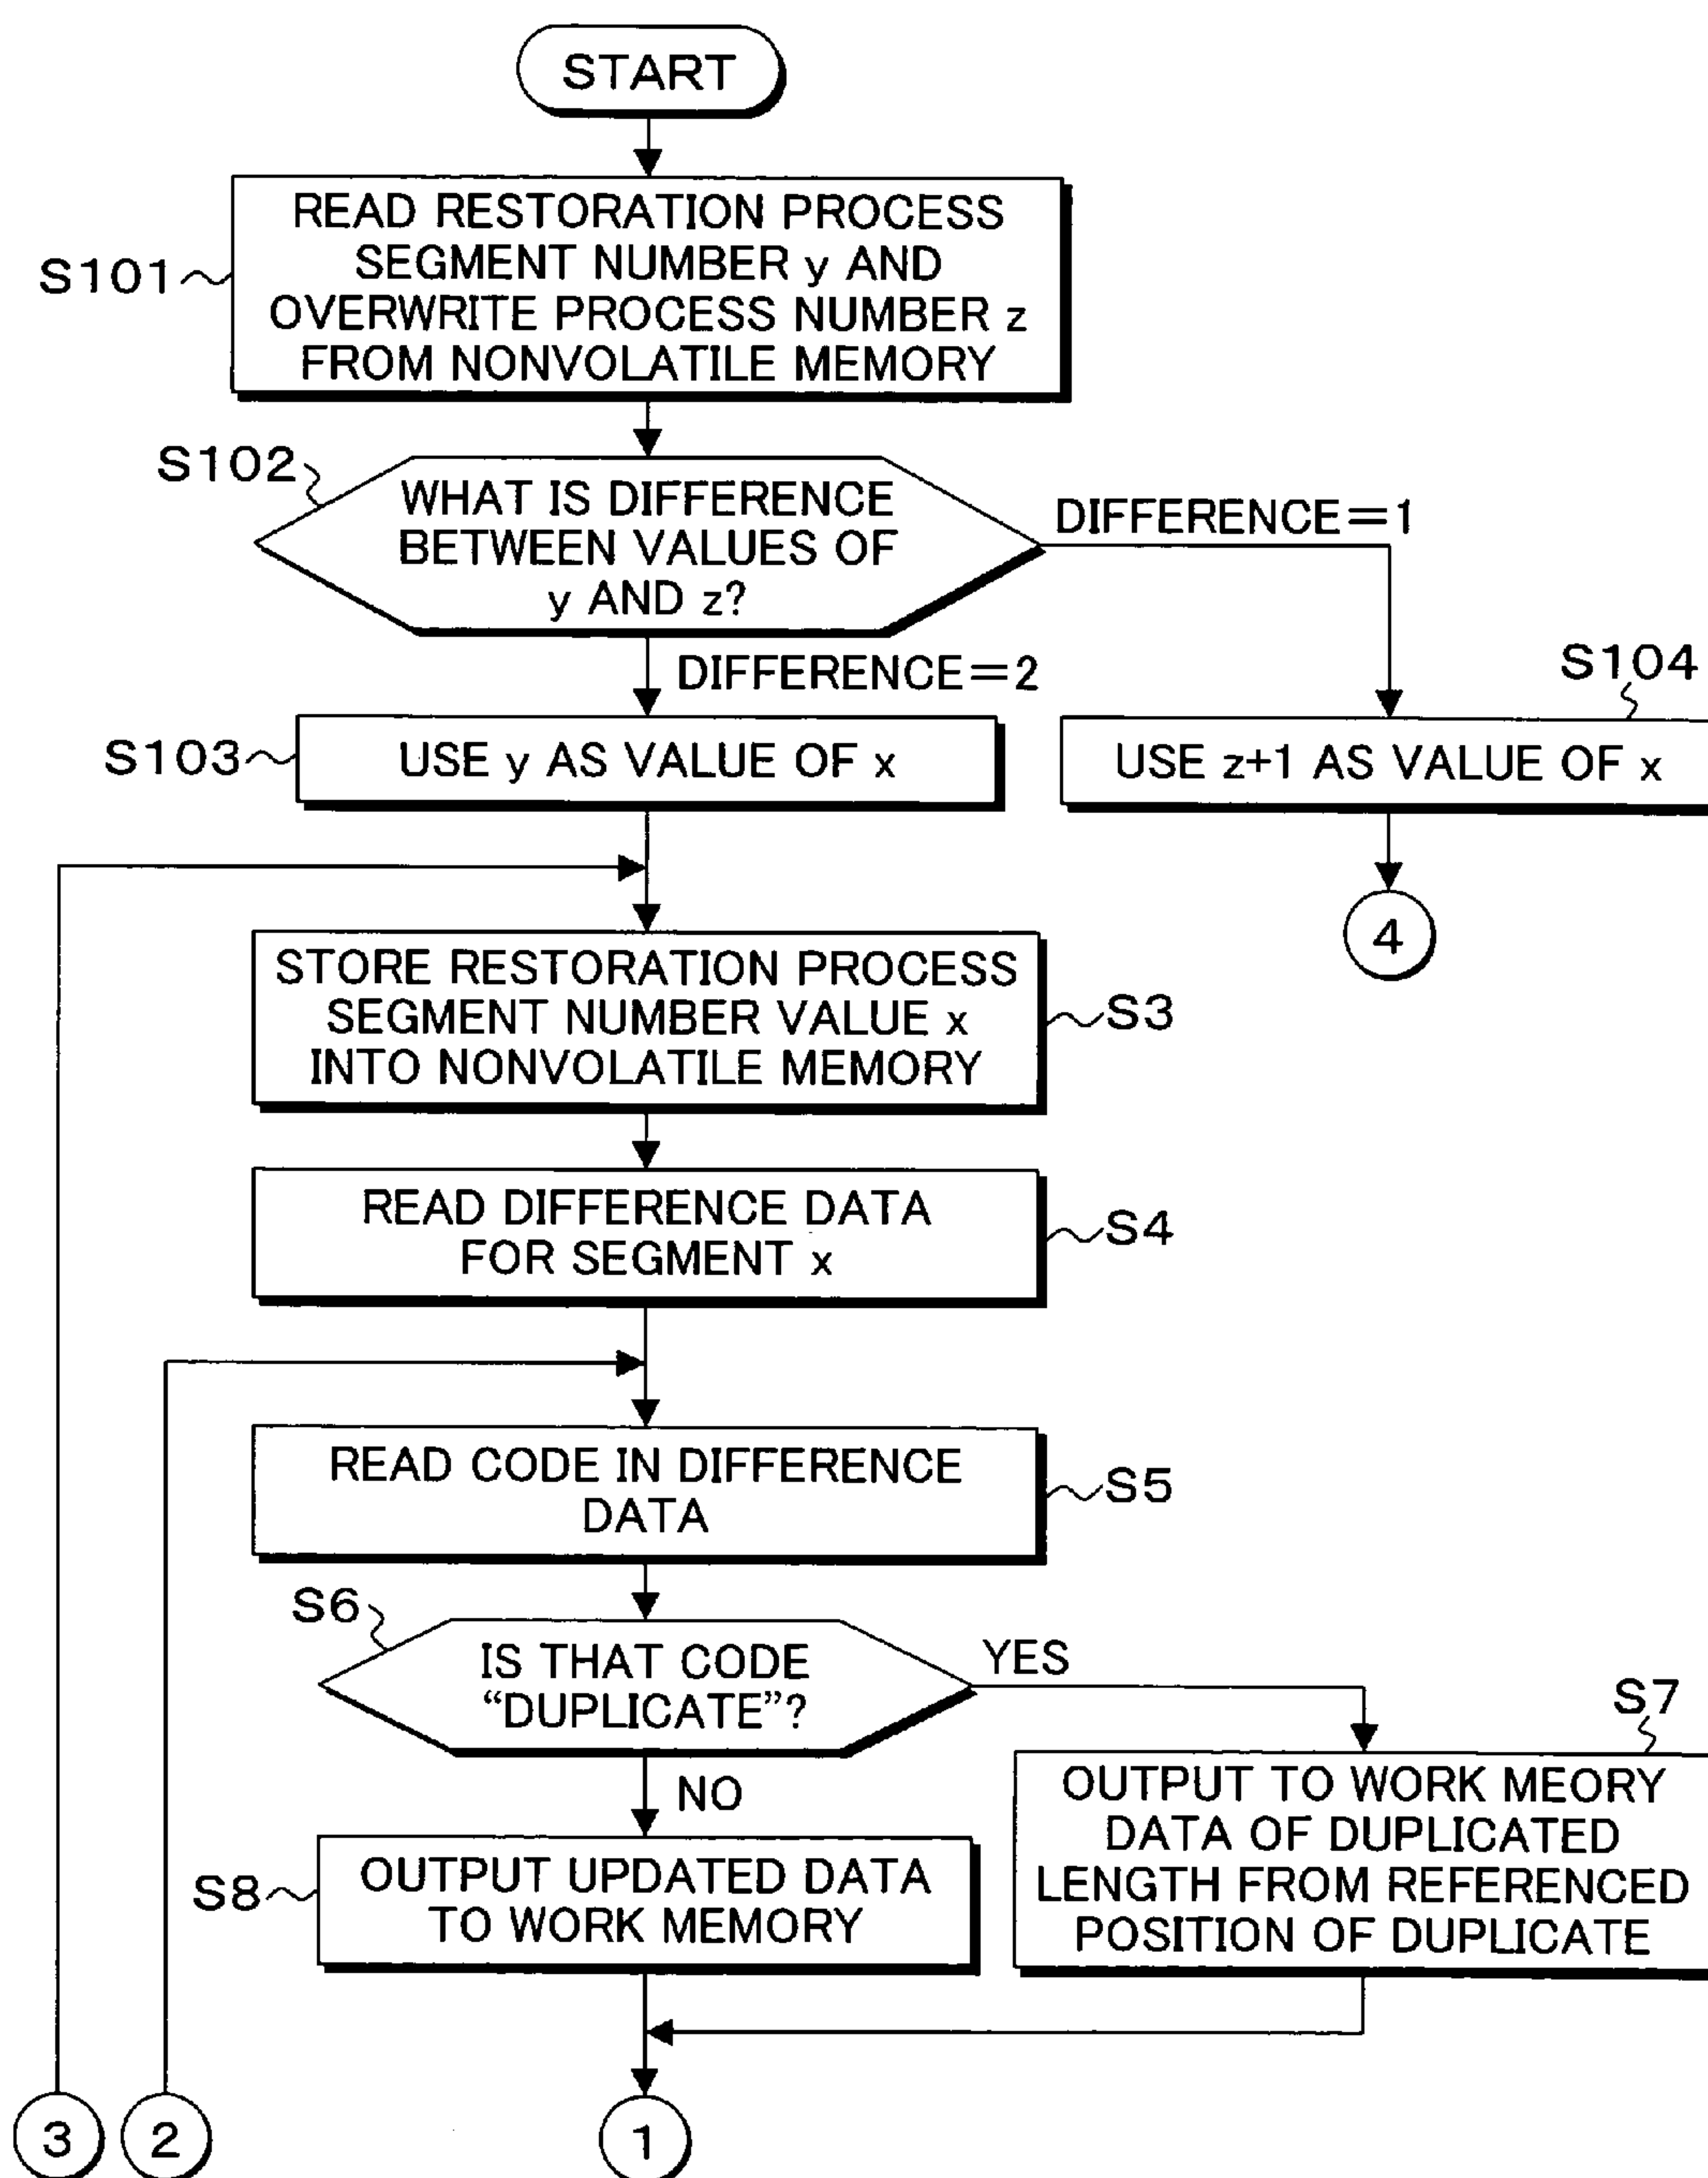 START
READ RESTORATION PROCESS
SEGMENT NUMBER y AND
OVERWRITE PROCESS NUMBER z
FROM NONVOLATILE MEMORY
S101
S102
WHAT IS DIFFERENCE
BETWEEN VALUES OF
y AND z?
DIFFERENCE=1
DIFFERENCE=2
S103
USE y AS VALUE OF x
S104
USE z+1 AS VALUE OF x
4
STORE RESTORATION PROCESS
SEGMENT NUMBER VALUE x
INTO NONVOLATILE MEMORY
S3
READ DIFFERENCE DATA
FOR SEGMENT x
S4
READ CODE IN DIFFERENCE
DATA
S5
S6
IS THAT CODE
“DUPLICATE”?
YES
NO
S7
OUTPUT TO WORK MEORY
DATA OF DUPLICATED
LENGTH FROM REFERENCED
POSITION OF DUPLICATE
S8
OUTPUT UPDATED DATA
TO WORK MEMORY
3
2
1